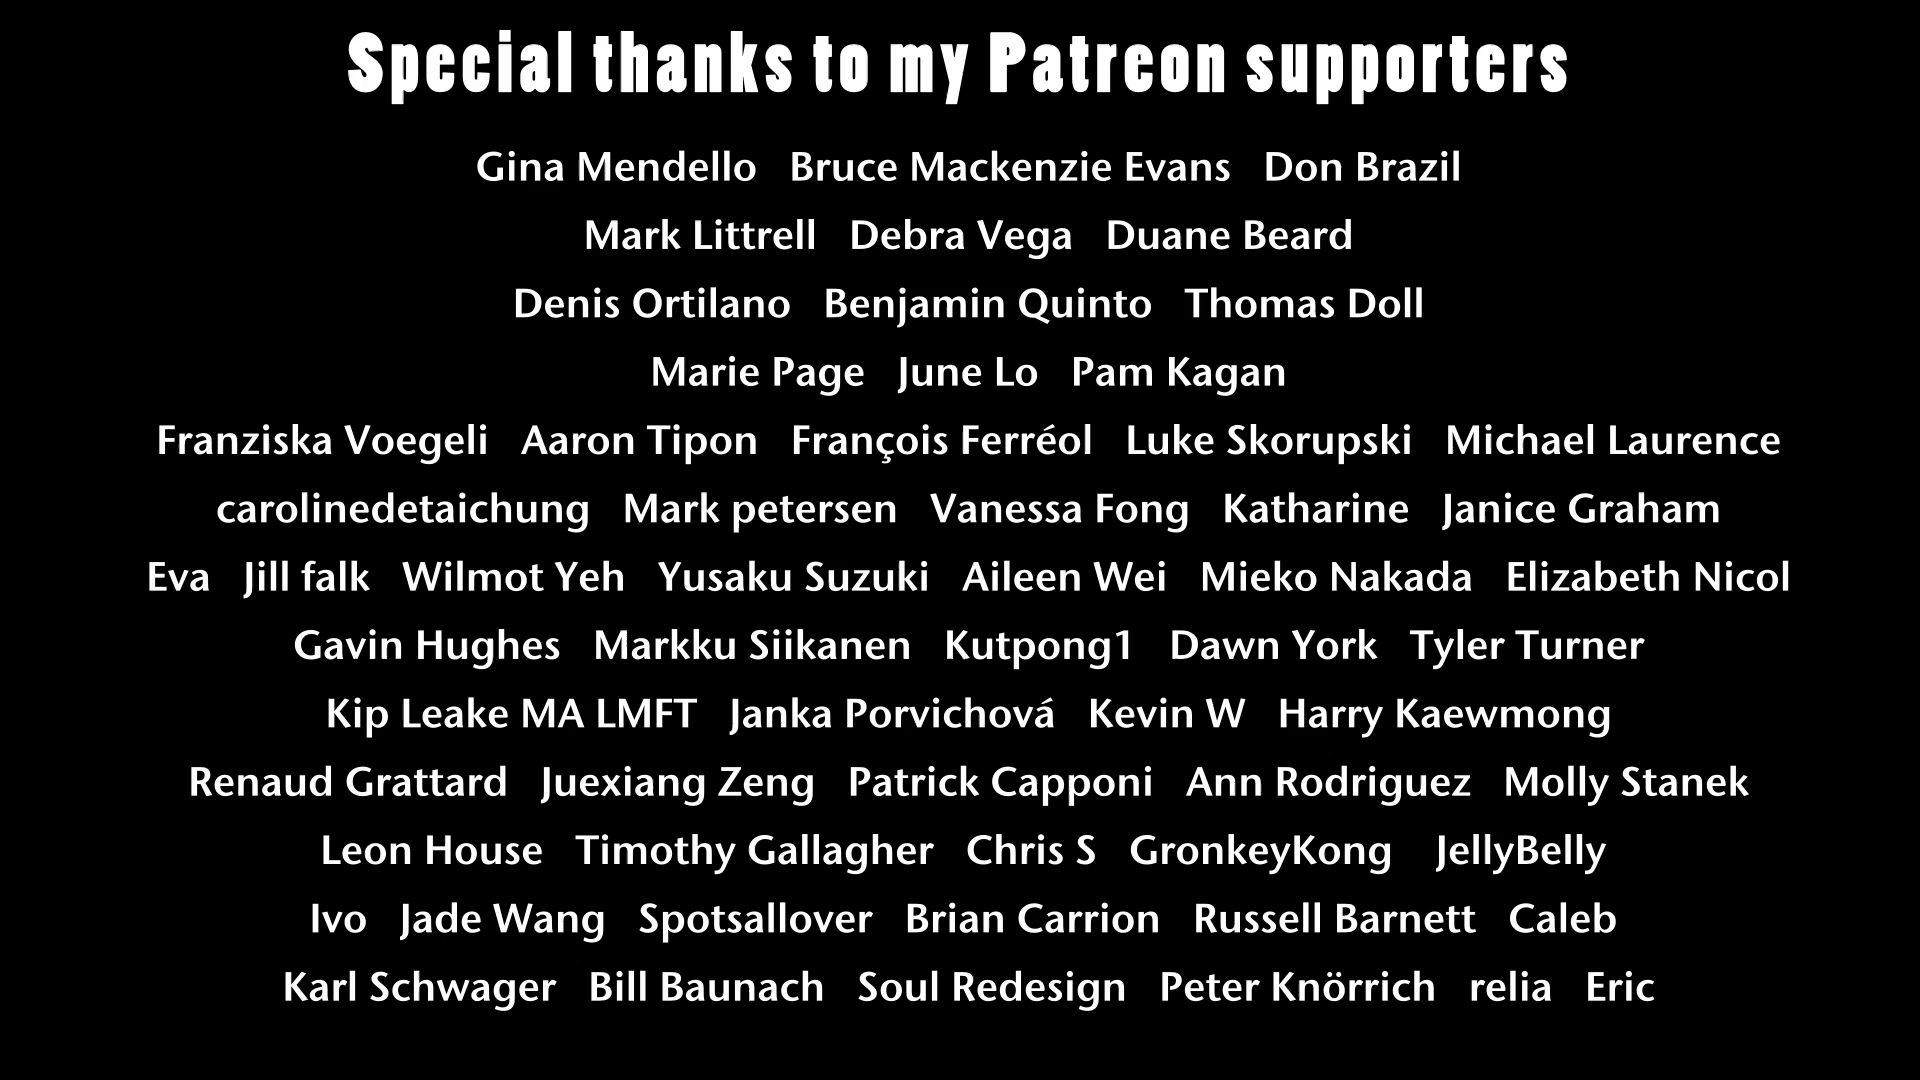 Special thanks to my Patreon supporters
Gina Mendello Bruce Mackenzie Evans Don Brazil
Mark Littrell Debra Vega Duane Beard
Denis Ortilano Benjamin Quinto Thomas Doll
Marie Page June Lo Pam Kagan
Franziska Voegeli Aaron Tipon François Ferréol Luke Skorupski Michael Laurence
carolinedetaichung Mark petersen Vanessa Fong Katharine Janice Graham
Eva Jill falk Wilmot Yeh Yusaku Suzuki Aileen Wei Mieko Nakada Elizabeth Nicol
Gavin Hughes Markku Siikanen Kutpong1 Dawn York Tyler Turner
Kip Leake MA LMFT Janka Porvichová Kevin W Harry Kaewmong
Renaud Grattard Juexiang Zeng Patrick Capponi Ann Rodriguez Molly Stanek
Leon House Timothy Gallagher Chris S GronkeyKong JellyBelly
Ivo Jade Wang Spotsallover Brian Carrion Russell Barnett Caleb
Karl Schwager Bill Baunach Soul Redesign Peter Knörrich relia Eric